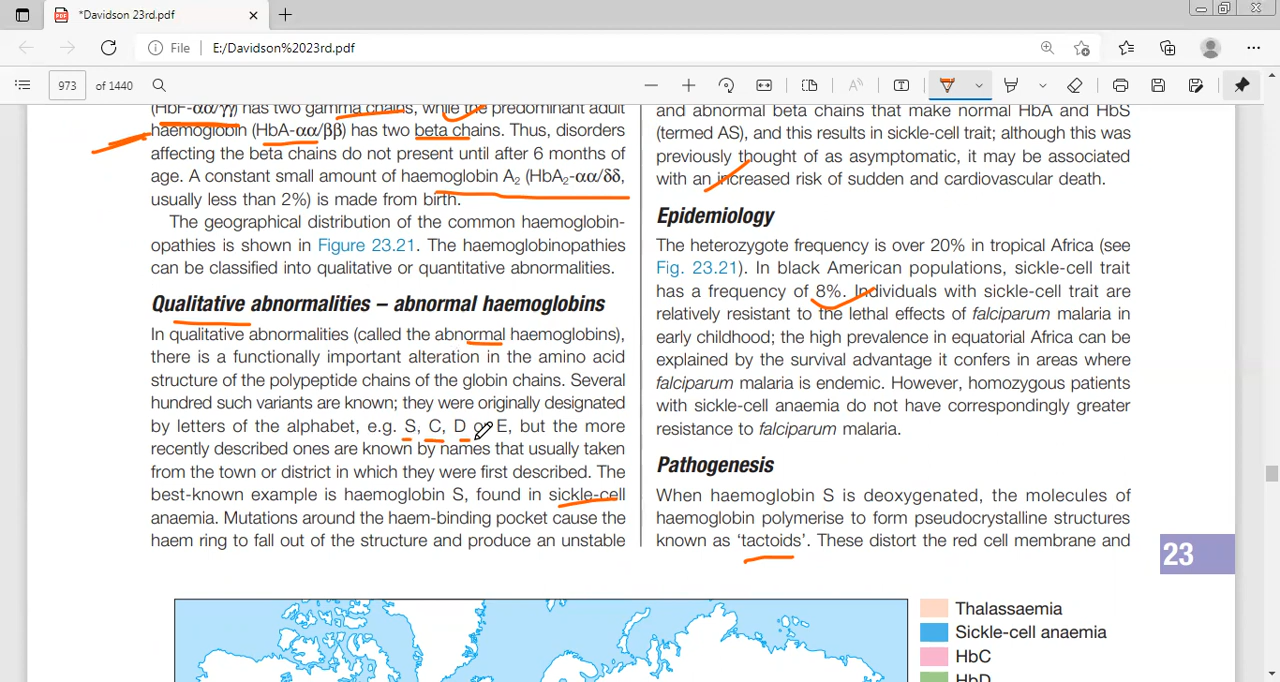 *Davidson 23rd.pdf
File E:/Davidson%2023rd.pdf
973 of 1440
(HbF-αα/γγ) has two gamma chains, while the predominant adult
haemoglobin (HbA-αα/ββ) has two beta chains. Thus, disorders
affecting the beta chains do not present until after 6 months of
age. A constant small amount of haemoglobin A2 (HbA2-αα/δδ,
usually less than 2%) is made from birth.
The geographical distribution of the common haemoglobin-
opathies is shown in Figure 23.21. The haemoglobinopathies
can be classified into qualitative or quantitative abnormalities.
Qualitative abnormalities – abnormal haemoglobins
In qualitative abnormalities (called the abnormal haemoglobins),
there is a functionally important alteration in the amino acid
structure of the polypeptide chains of the globin chains. Several
hundred such variants are known; they were originally designated
by letters of the alphabet, e.g. S, C, D or E, but the more
recently described ones are known by names that usually taken
from the town or district in which they were first described. The
best-known example is haemoglobin S, found in sickle-cell
anaemia. Mutations around the haem-binding pocket cause the
haem ring to fall out of the structure and produce an unstable
and abnormal beta chains that make normal HbA and HbS
(termed AS), and this results in sickle-cell trait; although this was
previously thought of as asymptomatic, it may be associated
with an increased risk of sudden and cardiovascular death.
Epidemiology
The heterozygote frequency is over 20% in tropical Africa (see
Fig. 23.21). In black American populations, sickle-cell trait
has a frequency of 8%. Individuals with sickle-cell trait are
relatively resistant to the lethal effects of falciparum malaria in
early childhood; the high prevalence in equatorial Africa can be
explained by the survival advantage it confers in areas where
falciparum malaria is endemic. However, homozygous patients
with sickle-cell anaemia do not have correspondingly greater
resistance to falciparum malaria.
Pathogenesis
When haemoglobin S is deoxygenated, the molecules of
haemoglobin polymerise to form pseudocrystalline structures
known as ‘tactoids’. These distort the red cell membrane and
23
Thalassaemia
Sickle-cell anaemia
HbC
HbD